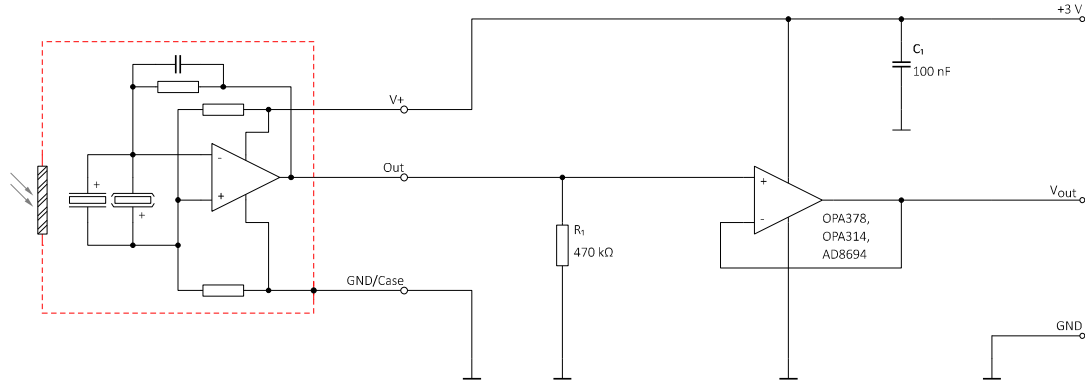 +3 V
C₁
100 nF
V+
-
+
+
+
Out
+
-
Vout
OPA378,
OPA314,
AD8694
R₁
470 kΩ
GND/Case
GND